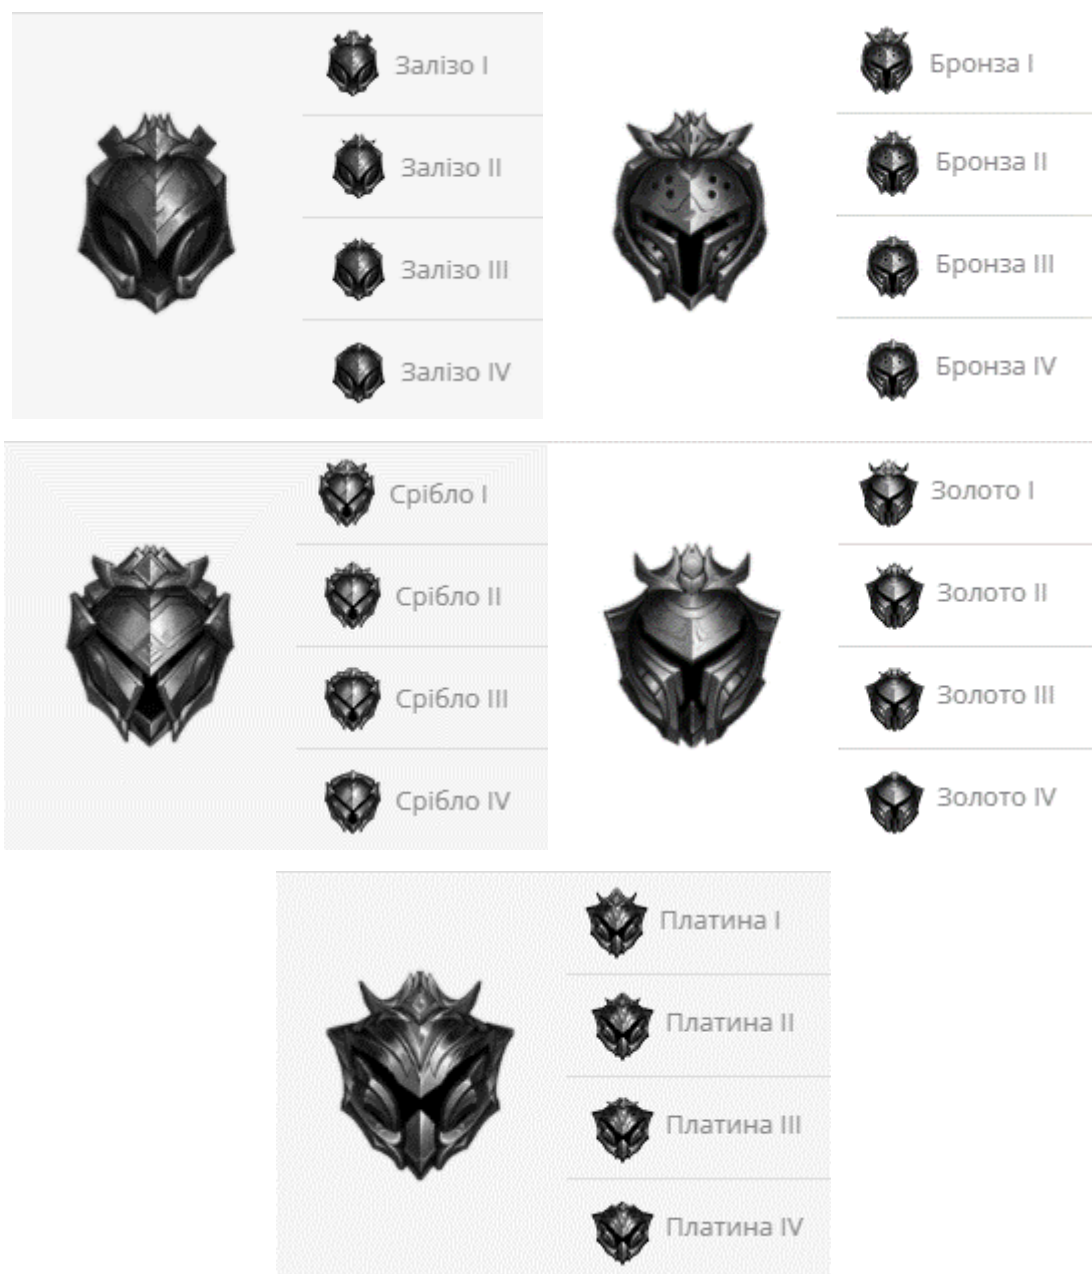 Залізо I
Залізо II
Залізо III
Залізо IV
Бронза I
Бронза II
Бронза III
Бронза IV
Срібло I
Срібло II
Срібло III
Срібло IV
Золото I
Золото II
Золото III
Золото IV
Платина I
Платина II
Платина III
Платина IV